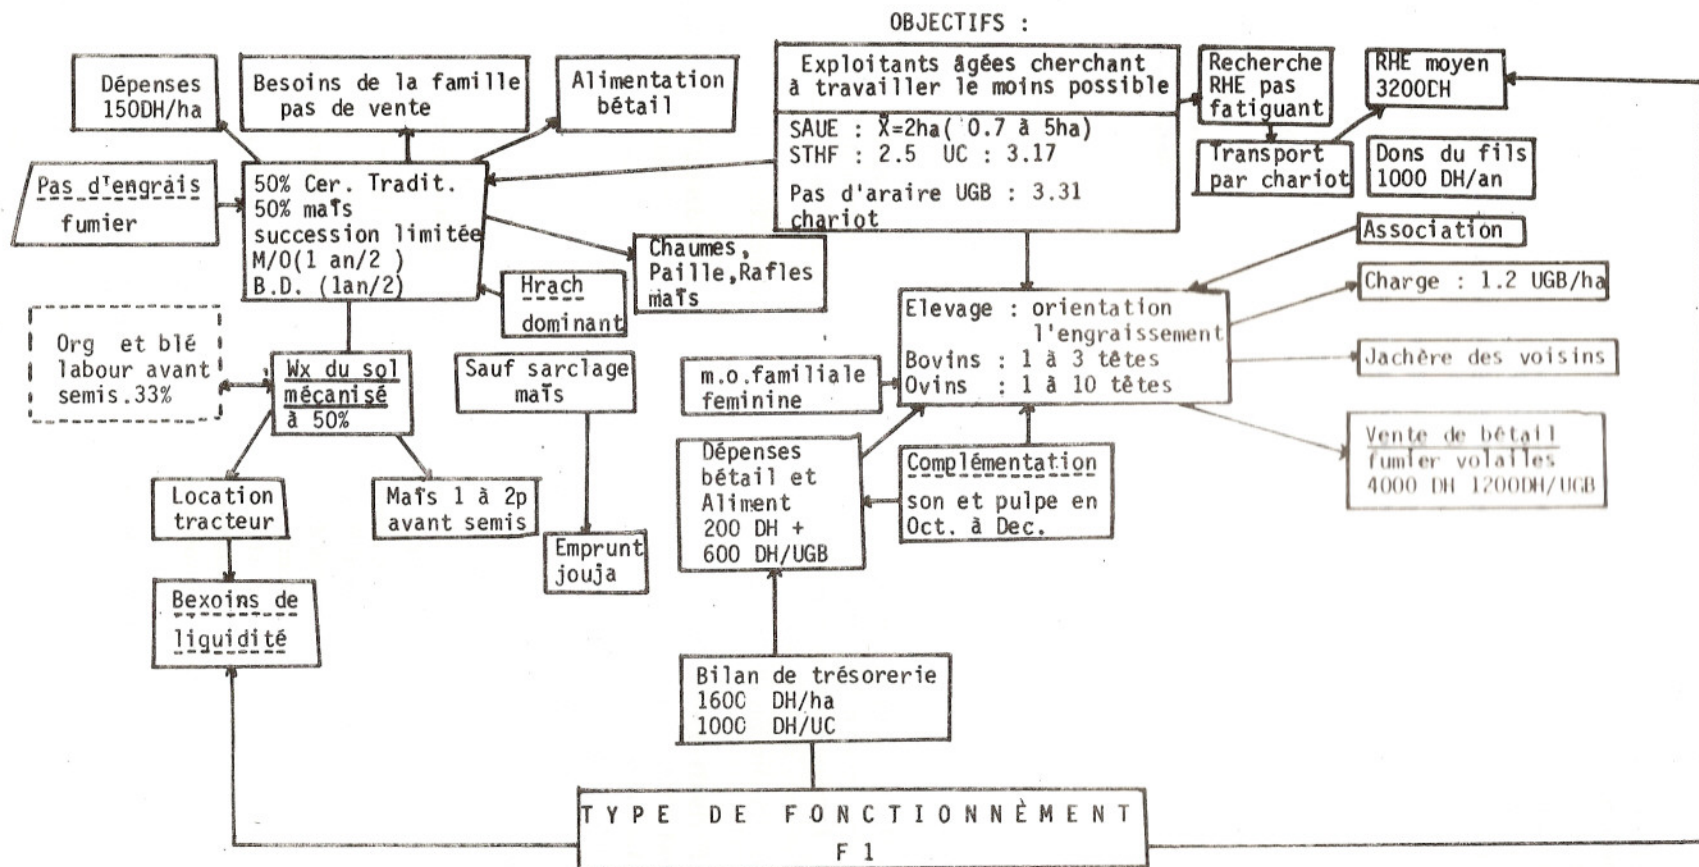 OBJECTIFS :
Dépenses
150DH/ha
Besoins de la famille
pas de vente
Alimentation
bétail
Exploitants âgées cherchant
à travailler le moins possible
SAUE : X̄=2ha( 0.7 à 5ha)
STHF : 2.5 UC : 3.17
Pas d'araire UGB : 3.31
chariot
Recherche
RHE pas
fatiguant
RHE moyen
3200DH
Transport
par chariot
Dons du fils
1000 DH/an
Pas d'engrais
fumier
50% Cer. Tradit.
50% maîs
succession limitée
M/O(1 an/2 )
B.D. (1an/2)
Chaumes,
Paille,Rafles
maîs
Hrach
dominant
Association
Charge : 1.2 UGB/ha
Jachère des voisins
Elevage : orientation
l'engraissement
Bovins : 1 à 3 têtes
Ovins : 1 à 10 têtes
Org et blé
labour avant
semis.33%
Wx du sol
mécanisé
à 50%
Sauf sarclage
maîs
m.o.familiale
feminine
Vente de bétail
fumier volailes
4000 DH 1200DH/UGB
Dépenses
bétail et
Aliment
200 DH +
600 DH/UGB
Complémentation
son et pulpe en
Oct. à Dec.
Location
tracteur
Maîs 1 à 2p
avant semis
Emprunt
jouja
Bexoins de
liquidité
Bilan de trésorerie
1600 DH/ha
1000 DH/UC
TYPE DE FONCTIONNÈMENT
F 1